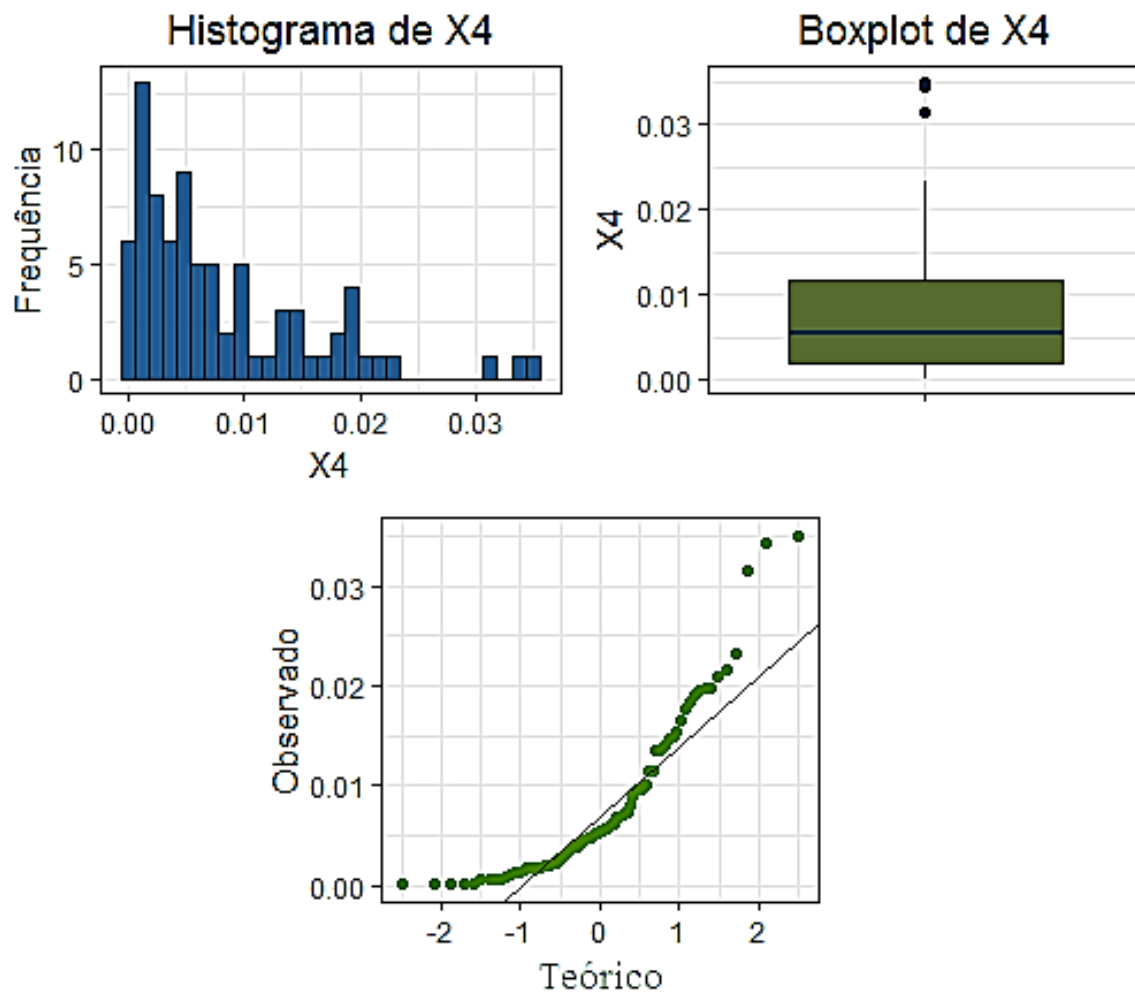 Histograma de X4
Frequência
10
5
0
0.00 0.01 0.02 0.03
X4
Boxplot de X4
X4
0.03
0.02
0.01
0.00
Observado
0.03
0.02
0.01
0.00
-2 -1 0 1 2
Teórico